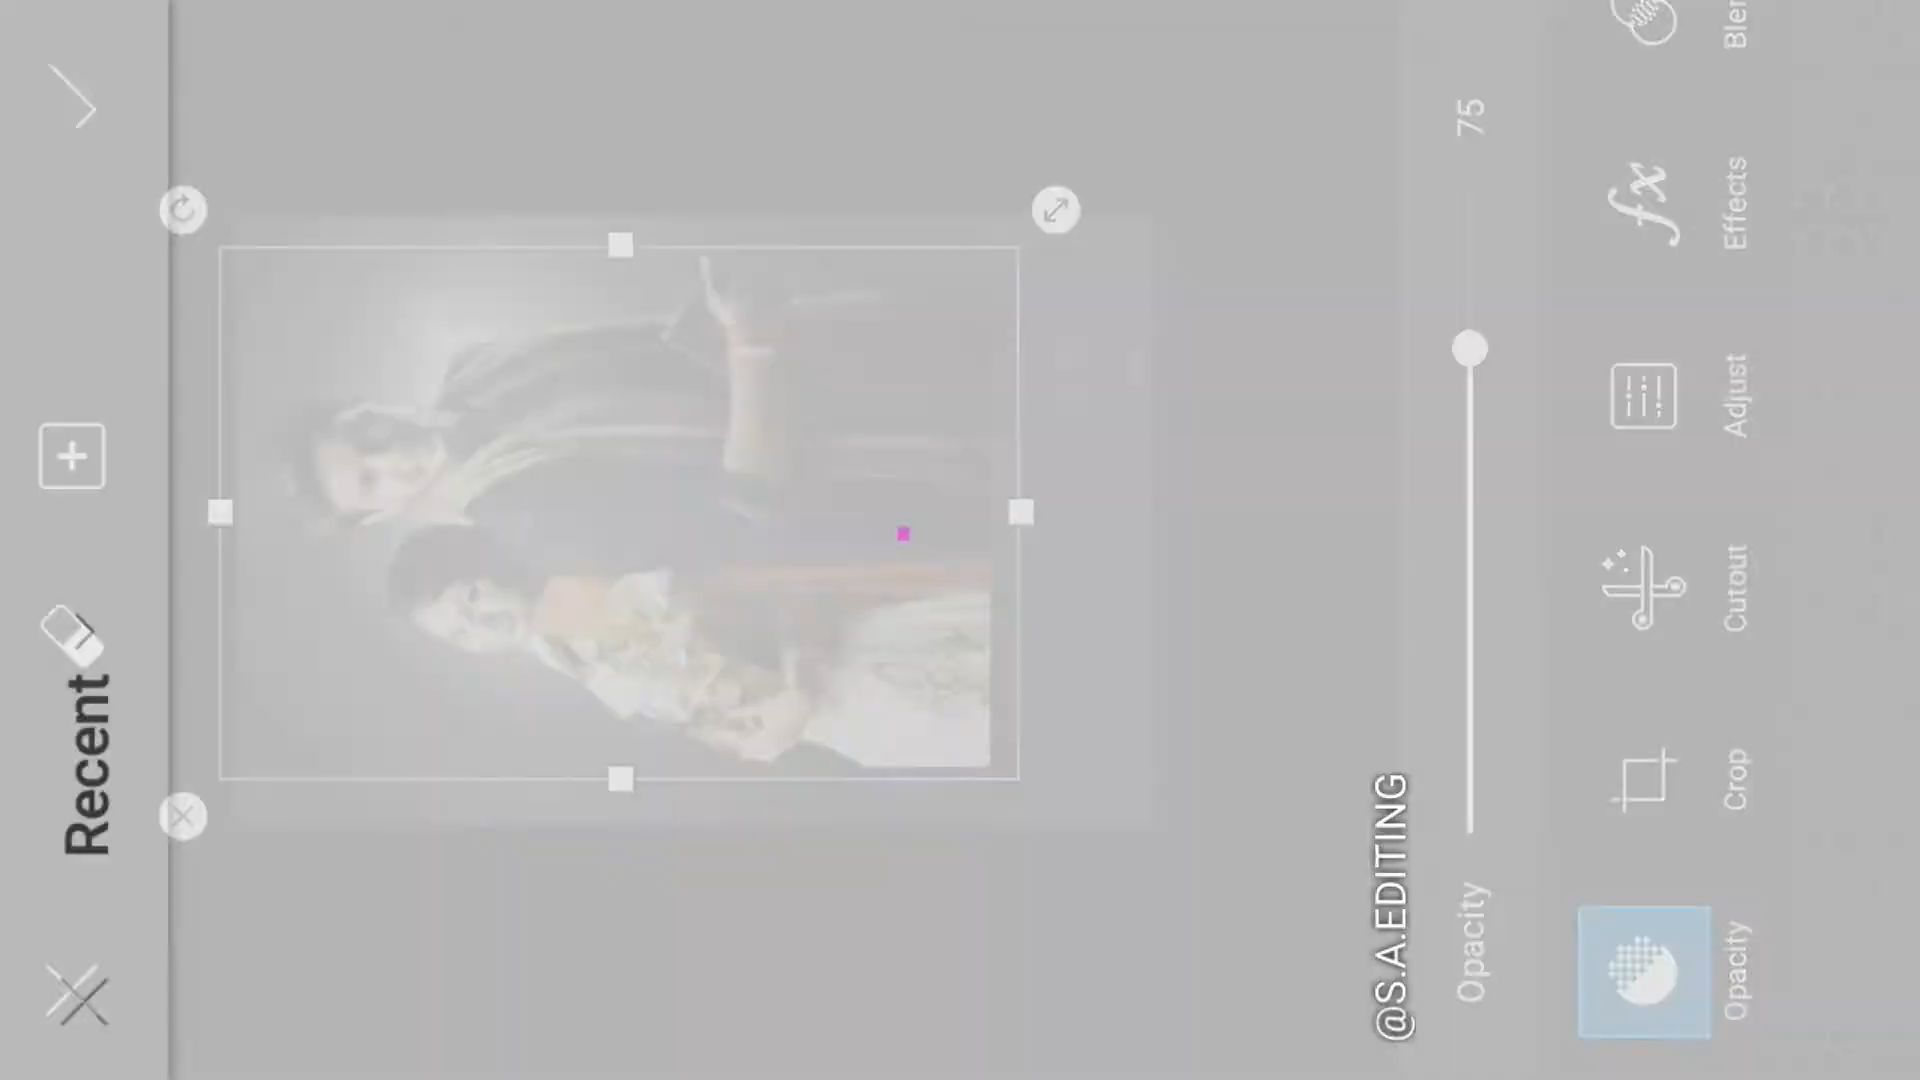 Recent
@S.A.EDITING
Opacity 75
Opacity Crop Cutout Adjust Effects